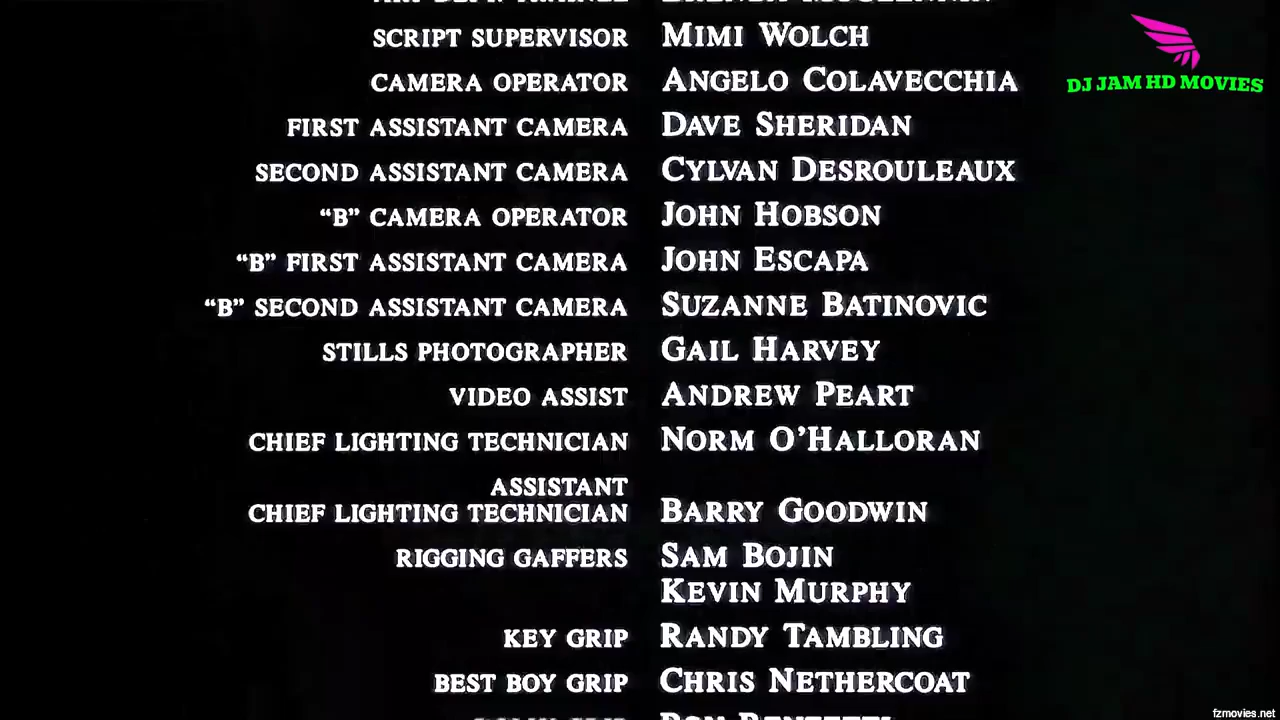 SCRIPT SUPERVISOR MIMI WOLCH
CAMERA OPERATOR ANGELO COLAVECCHIA
FIRST ASSISTANT CAMERA DAVE SHERIDAN
SECOND ASSISTANT CAMERA CYLVAN DESROULEAUX
“B” CAMERA OPERATOR JOHN HOBSON
“B” FIRST ASSISTANT CAMERA JOHN ESCAPA
“B” SECOND ASSISTANT CAMERA SUZANNE BATINOVIC
STILLS PHOTOGRAPHER GAIL HARVEY
VIDEO ASSIST ANDREW PEART
CHIEF LIGHTING TECHNICIAN NORM O’HALLORAN
ASSISTANT
CHIEF LIGHTING TECHNICIAN BARRY GOODWIN
RIGGING GAFFERS SAM BOJIN
KEVIN MURPHY
KEY GRIP RANDY TAMBLING
BEST BOY GRIP CHRIS NETHERCOAT
DJ JAM HD MOVIES
fzmovies.net